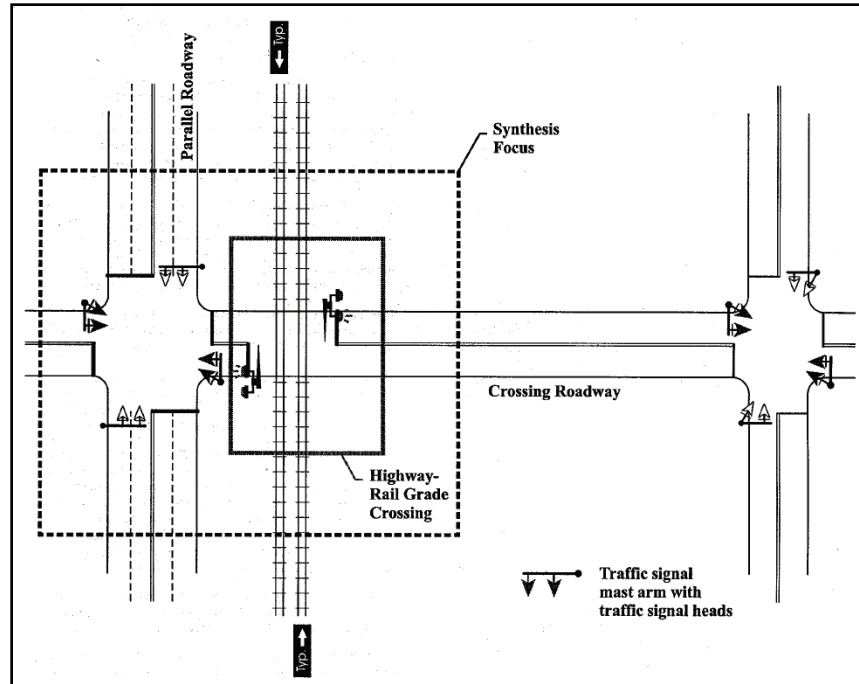 Typ.
Parallel Roadway
Synthesis
Focus
Crossing Roadway
Highway-
Rail Grade
Crossing
Traffic signal
mast arm with
traffic signal heads
Typ.